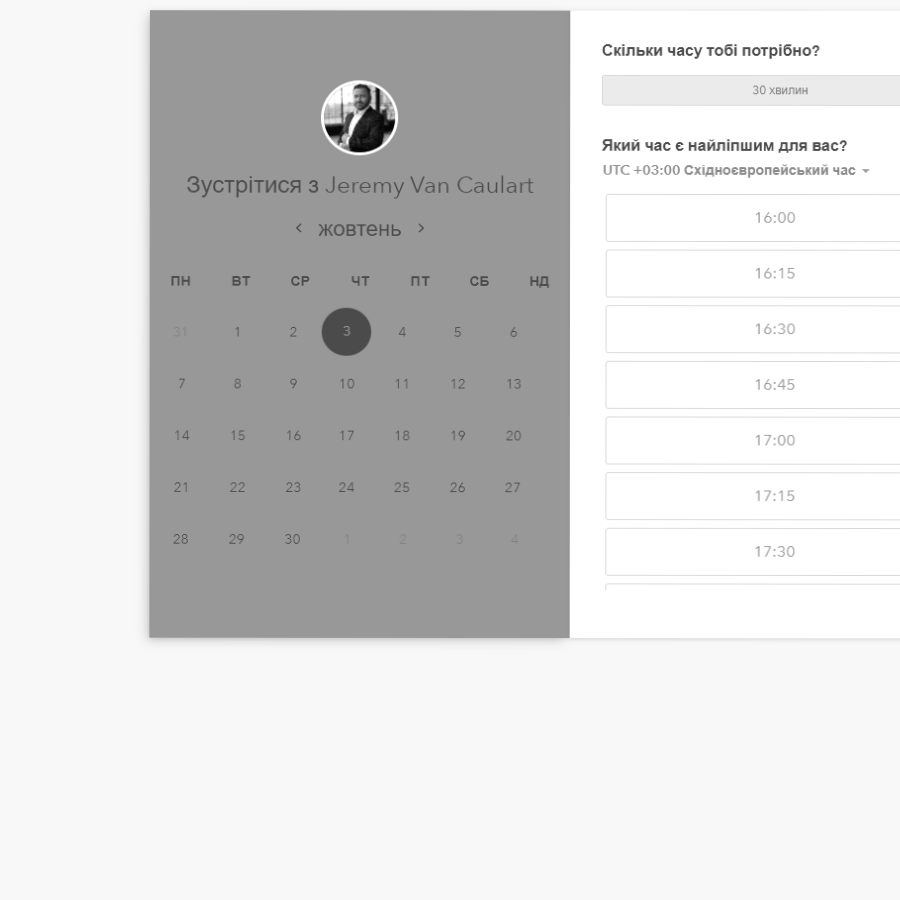 Зустрітися з Jeremy Van Caulart
жовтень
ПН ВТ СР ЧТ ПТ СБ НД
31 1 2 3 4 5 6
7 8 9 10 11 12 13
14 15 16 17 18 19 20
21 22 23 24 25 26 27
28 29 30 1 2 3 4
Скільки часу тобі потрібно?
30 хвилин
Який час є найліпшим для вас?
UTC +03:00 Східноєвропейський час
16:00
16:15
16:30
16:45
17:00
17:15
17:30